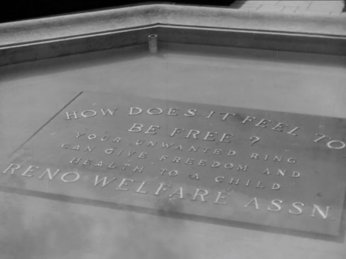 HOW DOES IT FEEL TO
BE FREE?
YOUR UNWANTED RING
CAN GIVE FREEDOM AND
HEALTH TO A CHILD
RENO WELFARE ASSN